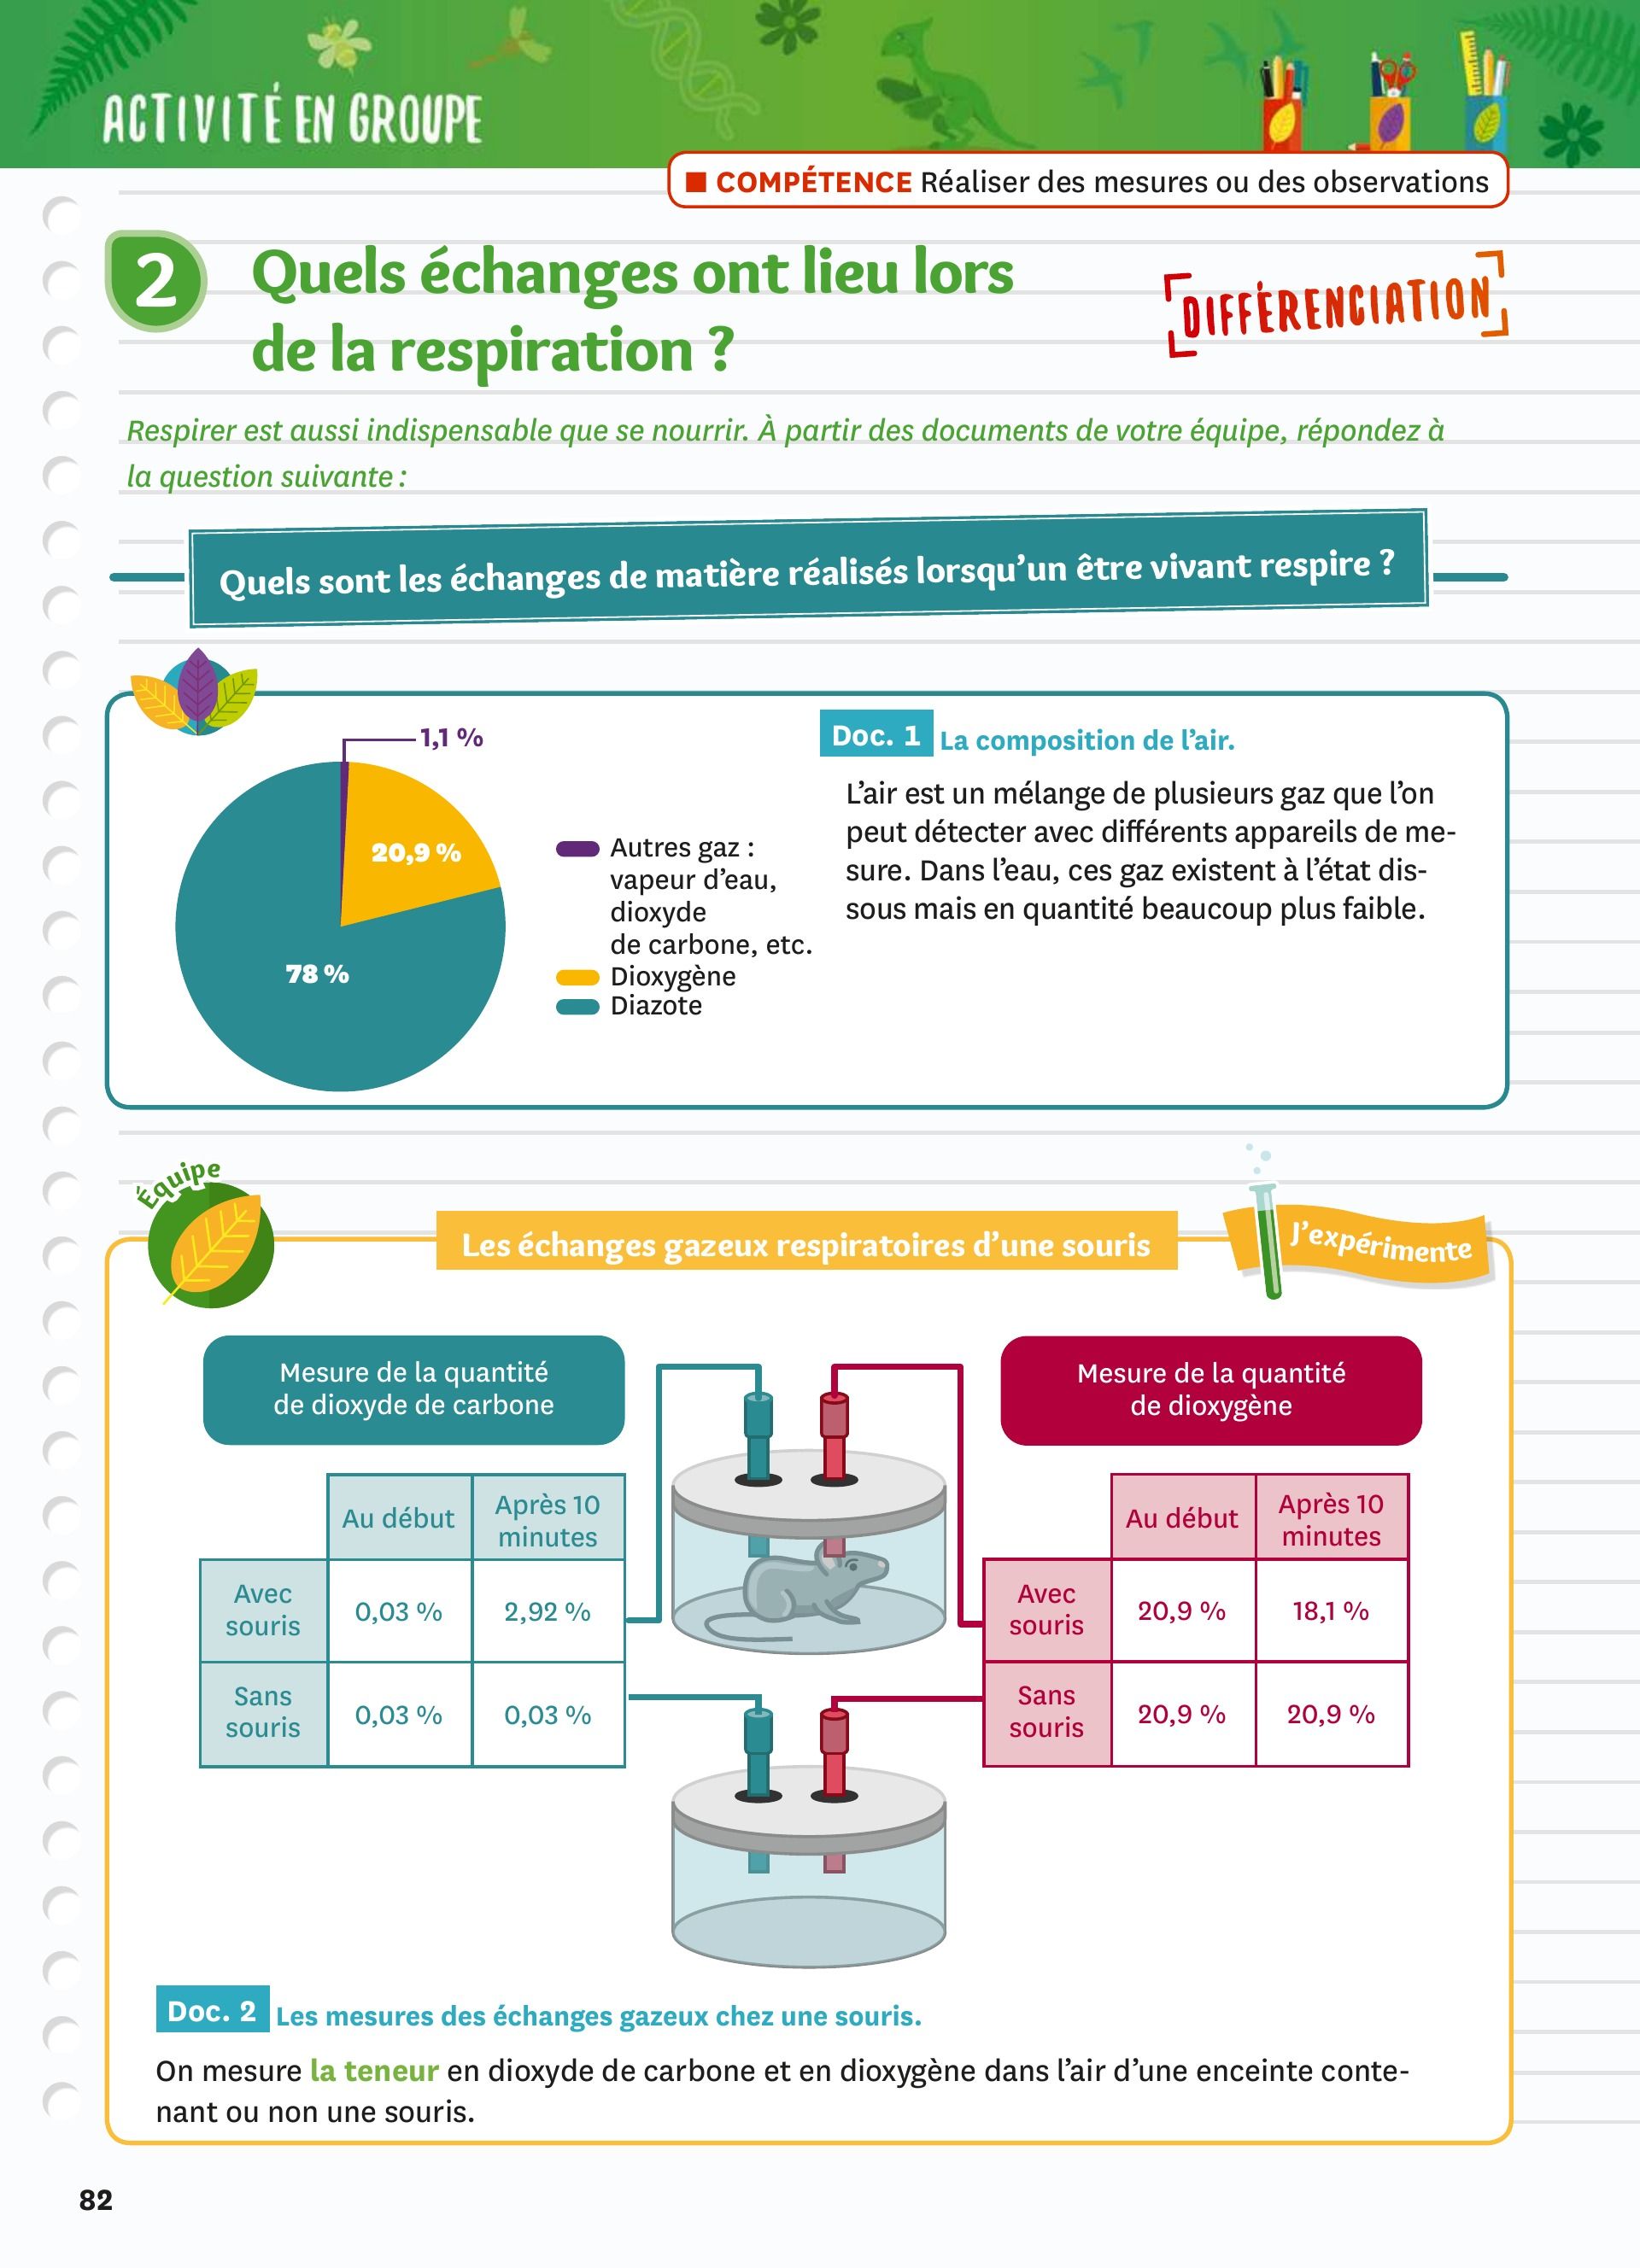 ACTIVITÉ EN GROUPE
COMPÉTENCE Réaliser des mesures ou des observations
2
Quels échanges ont lieu lors
de la respiration ?
DIFFÉRENCIATION
Respirer est aussi indispensable que se nourrir. À partir des documents de votre équipe, répondez à
la question suivante :
Quels sont les échanges de matière réalisés lorsqu'un être vivant respire ?
1,1 %
20,9 %
78 %
Autres gaz :
vapeur d'eau,
dioxyde
de carbone, etc.
Dioxygène
Diazote
Doc. 1 La composition de l'air.
L'air est un mélange de plusieurs gaz que l'on
peut détecter avec différents appareils de me-
sure. Dans l'eau, ces gaz existent à l'état dis-
sous mais en quantité beaucoup plus faible.
Équipe
Les échanges gazeux respiratoires d'une souris
J'expérimente
Mesure de la quantité
de dioxyde de carbone
Au début
Après 10
minutes
Avec
souris
0,03 %
2,92 %
Sans
souris
0,03 %
0,03 %
Mesure de la quantité
de dioxygène
Au début
Après 10
minutes
Avec
souris
20,9 %
18,1 %
Sans
souris
20,9 %
20,9 %
Doc. 2 Les mesures des échanges gazeux chez une souris.
On mesure la teneur en dioxyde de carbone et en dioxygène dans l'air d'une enceinte conte-
nant ou non une souris.
82